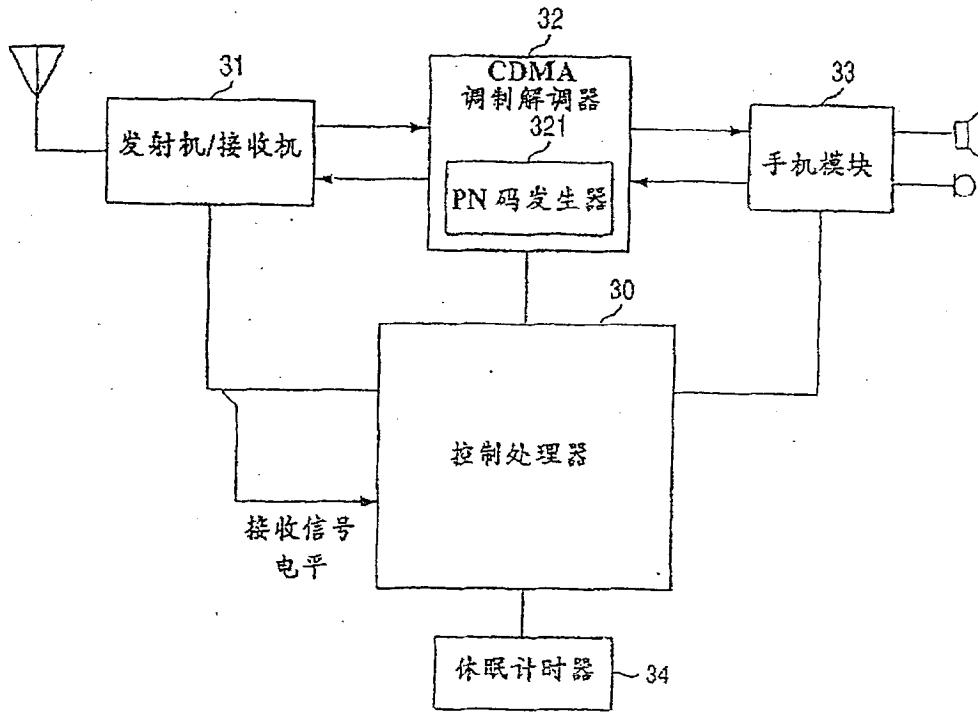 31
发射机/接收机
32
CDMA
调制解调器
321
PN 码发生器
33
手机模块
30
控制处理器
接收信号
电平
休眠计时器
34